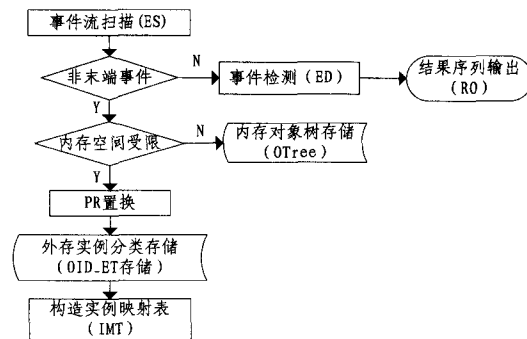 事件流扫描(ES)
非末端事件
N
事件检测(ED)
结果序列输出
(RO)
Y
内存空间受限
N
内存对象树存储
(OTree)
Y
PR置换
外存实例分类存储
(OID_ET存储)
构造实例映射表
(IMT)